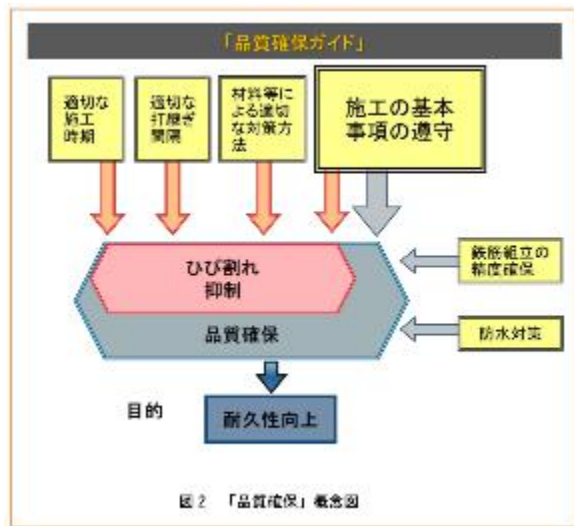 「品質確保ガイド」
適切な
施工
時期
適切な
打継ぎ
間隔
材料等に
よる適切
な対策方
法
施工の基本
事項の遵守
ひび割れ
抑制
鉄筋組立の
精度確保
品質確保
防水対策
目的
耐久性向上
図2 「品質確保」概念図